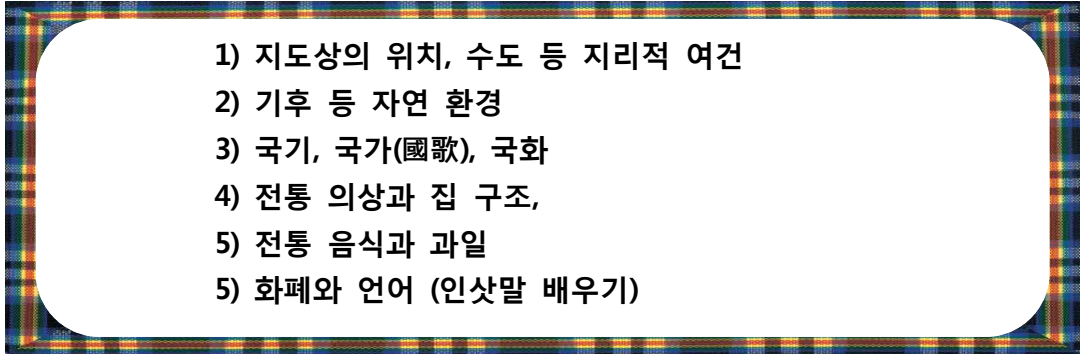 1) 지도상의 위치, 수도 등 지리적 여건
2) 기후 등 자연 환경
3) 국기, 국가(國歌), 국화
4) 전통 의상과 집 구조,
5) 전통 음식과 과일
5) 화폐와 언어 (인삿말 배우기)